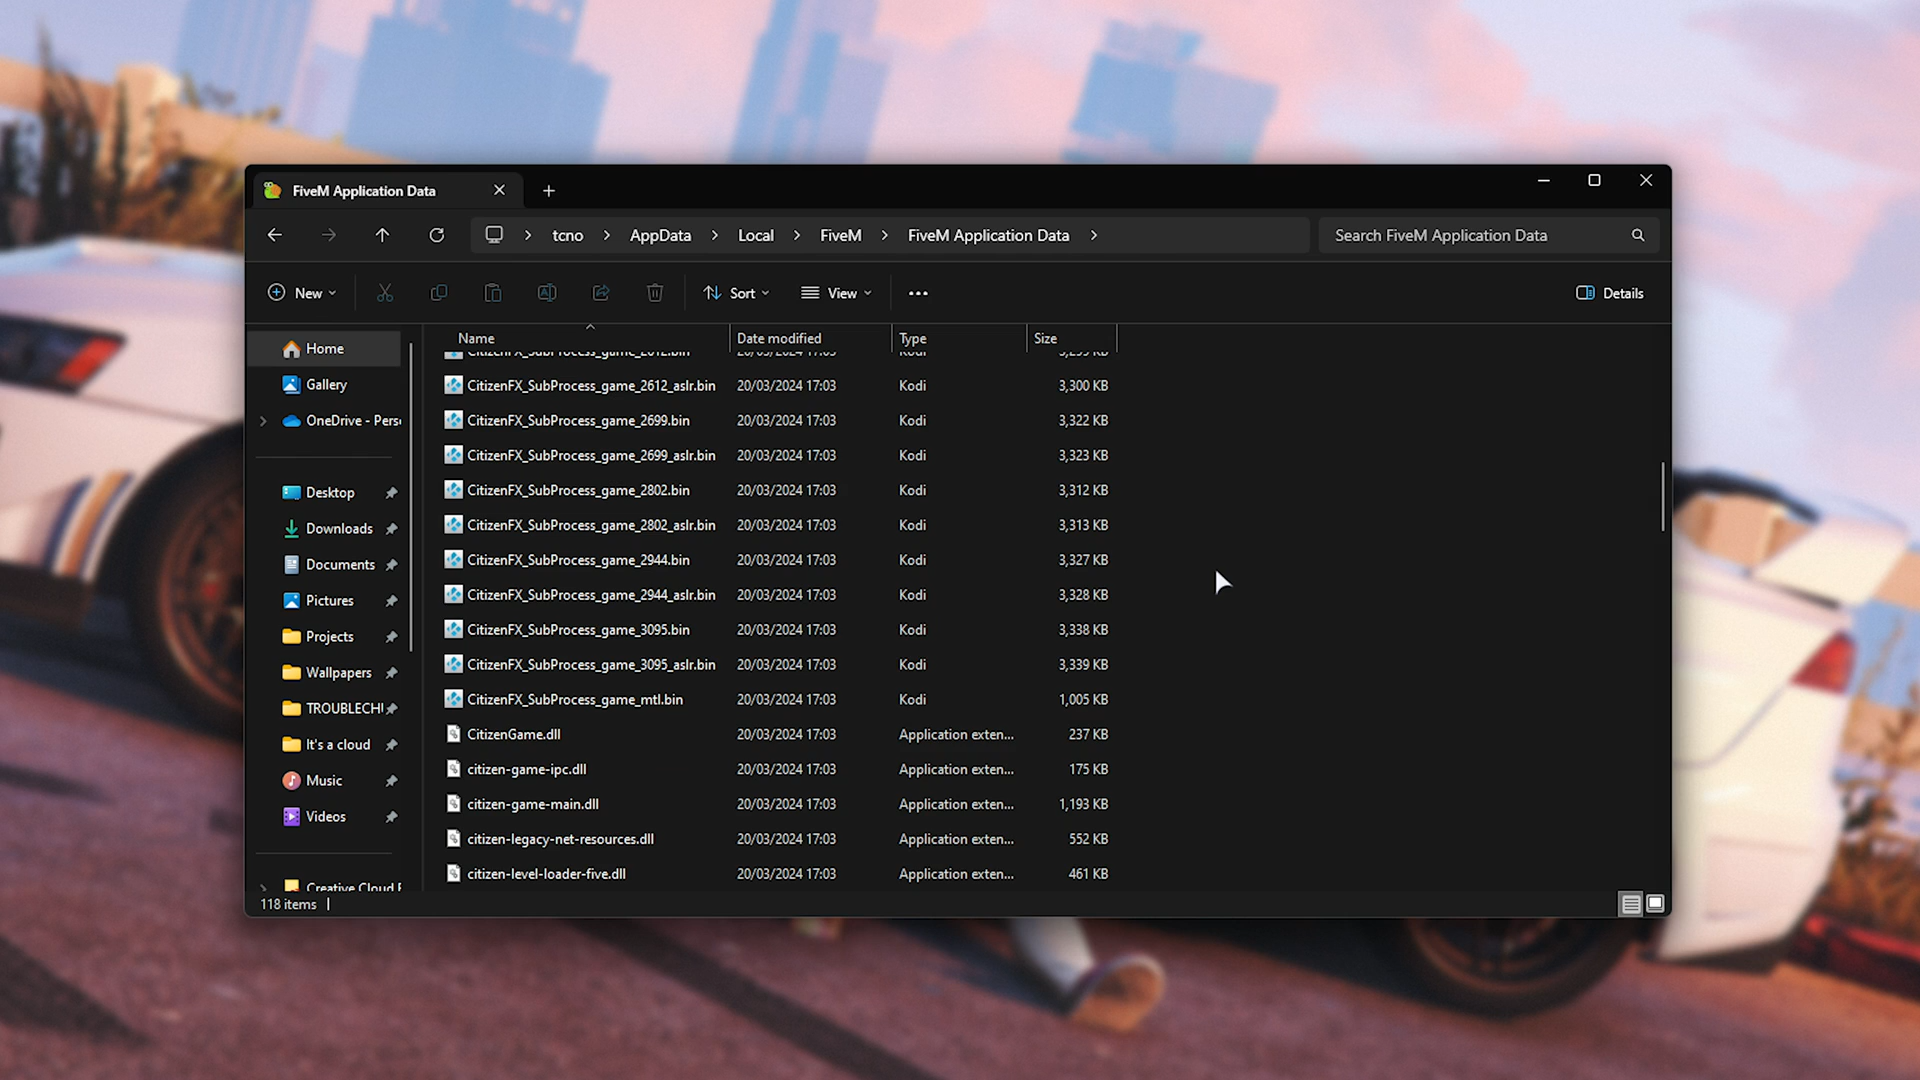 FiveM Application Data
tcno > AppData > Local > FiveM > FiveM Application Data >
Search FiveM Application Data
New
Sort
View
Details
Home
Gallery
OneDrive - Pers
Desktop
Downloads
Documents
Pictures
Projects
Wallpapers
TROUBLECH
It's a cloud
Music
Videos
Creative Cloud F
Name Date modified Type Size
CitizenFX_SubProcess_game_2612.bin 20/03/2024 17:03 Kodi
CitizenFX_SubProcess_game_2612_aslr.bin 20/03/2024 17:03 Kodi 3,300 KB
CitizenFX_SubProcess_game_2699.bin 20/03/2024 17:03 Kodi 3,322 KB
CitizenFX_SubProcess_game_2699_aslr.bin 20/03/2024 17:03 Kodi 3,323 KB
CitizenFX_SubProcess_game_2802.bin 20/03/2024 17:03 Kodi 3,312 KB
CitizenFX_SubProcess_game_2802_aslr.bin 20/03/2024 17:03 Kodi 3,313 KB
CitizenFX_SubProcess_game_2944.bin 20/03/2024 17:03 Kodi 3,327 KB
CitizenFX_SubProcess_game_2944_aslr.bin 20/03/2024 17:03 Kodi 3,328 KB
CitizenFX_SubProcess_game_3095.bin 20/03/2024 17:03 Kodi 3,338 KB
CitizenFX_SubProcess_game_3095_aslr.bin 20/03/2024 17:03 Kodi 3,339 KB
CitizenFX_SubProcess_game_mtl.bin 20/03/2024 17:03 Kodi 1,005 KB
CitizenGame.dll 20/03/2024 17:03 Application exten... 237 KB
citizen-game-ipc.dll 20/03/2024 17:03 Application exten... 175 KB
citizen-game-main.dll 20/03/2024 17:03 Application exten... 1,193 KB
citizen-legacy-net-resources.dll 20/03/2024 17:03 Application exten... 552 KB
citizen-level-loader-five.dll 20/03/2024 17:03 Application exten... 461 KB
118 items